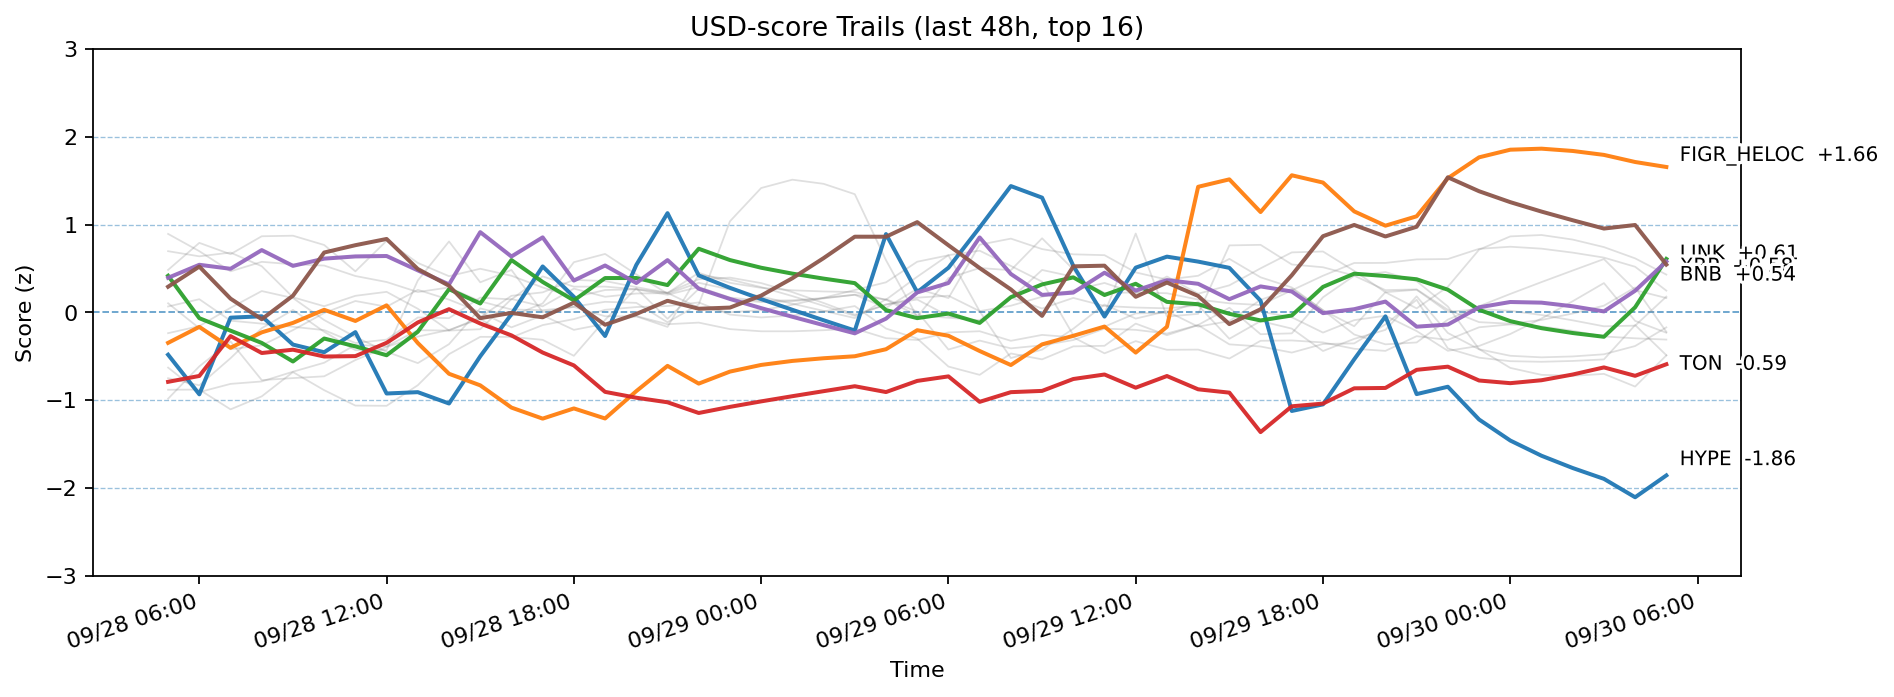 USD-score Trails (last 48h, top 16)
Score (z)
3
2
1
0
−1
−2
−3
FIGR_HELOC +1.66
LINK +0.61
BNB +0.54
TON -0.59
HYPE -1.86
09/28 06:00
09/28 12:00
09/28 18:00
09/29 00:00
09/29 06:00
09/29 12:00
09/29 18:00
09/30 00:00
09/30 06:00
Time